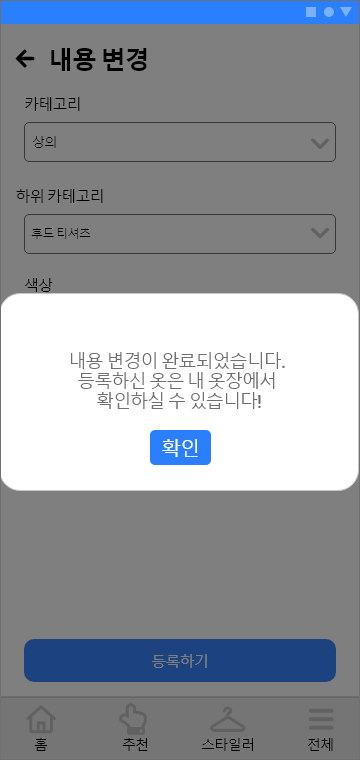 내용 변경
카테고리
상의
하위 카테고리
후드 티셔츠
색상
내용 변경이 완료되었습니다.
등록하신 옷은 내 옷장에서
확인하실 수 있습니다!
확인
등록하기
홈
추천
스타일러
전체